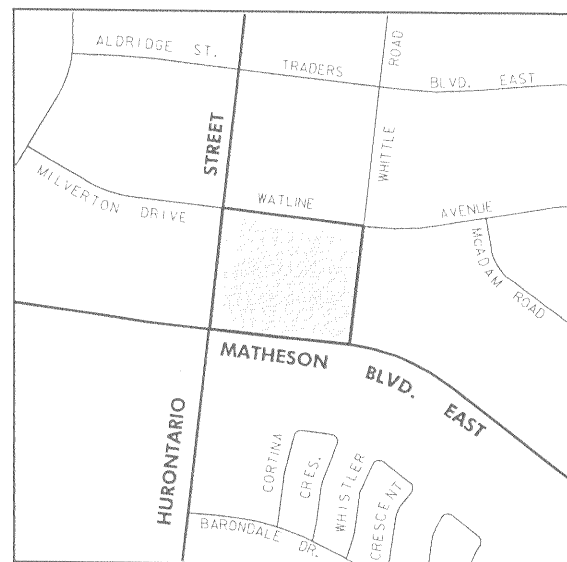 ALDRIDGE ST.
TRADERS
BLVD. EAST
WHITTLE ROAD
HURONTARIO STREET
WATLINE
AVENUE
MILVERTON DRIVE
MCADAM ROAD
MATHESON BLVD. EAST
CORTINA CRES.
WHISTLER CRESCENT
BARONDALE DR.